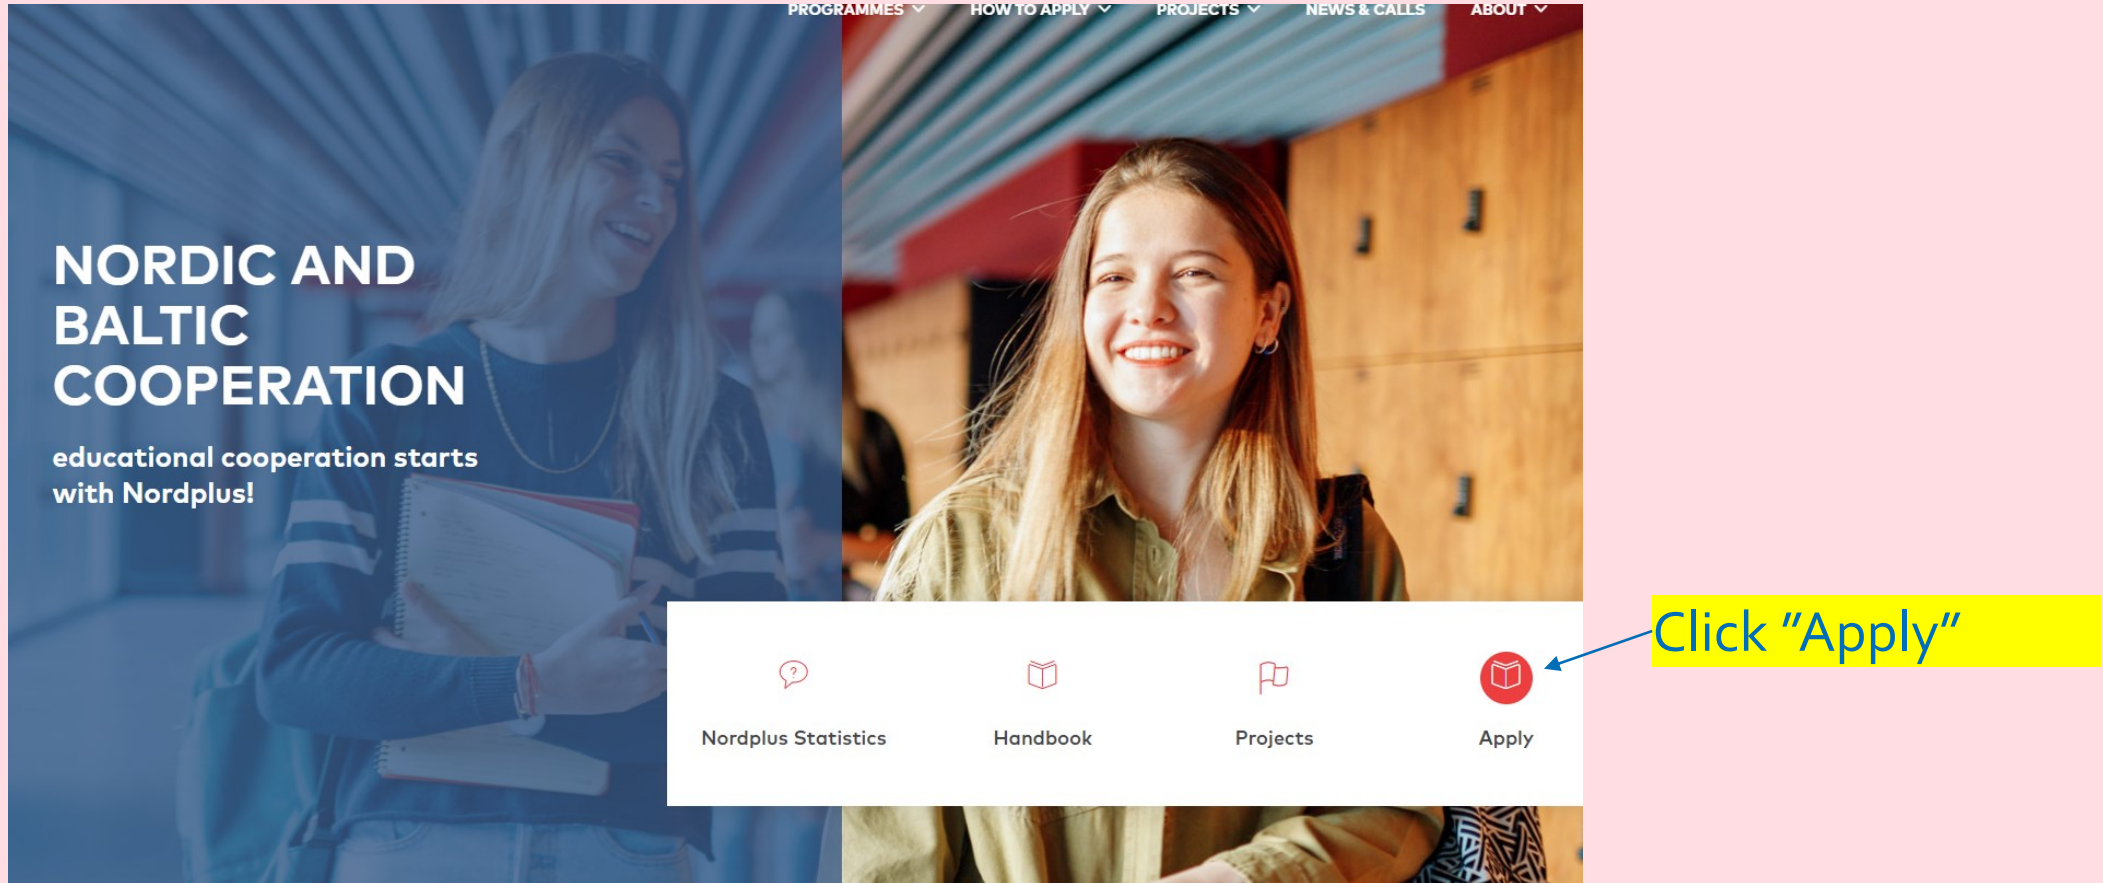 PROGRAMMES HOW TO APPLY PROJECTS NEWS & CALLS ABOUT
NORDIC AND
BALTIC
COOPERATION
educational cooperation starts
with Nordplus!
Click "Apply"
?
Nordplus Statistics Handbook Projects Apply